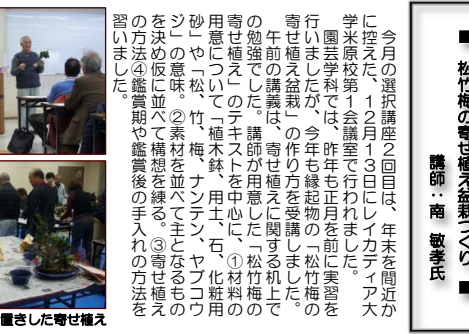 ■ 松竹梅の寄せ植え盆栽つくり ■
講師：南 敏孝氏
今月の選択講座２回目は、年末を間近か
に控えた、１２月１３日にレイカディア大
学米原校第１会議室で行われました。
園芸学科では、昨年も正月を前に実習を
行いましたが、今年も縁起物の「松竹梅の
寄せ植え盆栽」の作り方を受講しました。
午前の講義は、寄せ植えに関する机上で
の勉強でした。講師が用意した「松竹梅の
寄せ植え」のテキストを中心に、①材料の
用意について「植木鉢、用土、石、化粧用
砂」や「松、竹、梅、ナンテン、ヤブコウ
ジ」の意味。②素材を並べて主となるもの
を決め仮に並べて構想を練る。③寄せ植え
の方法④鑑賞期や鑑賞後の手入れの方法を
習いました。
置きした寄せ植え